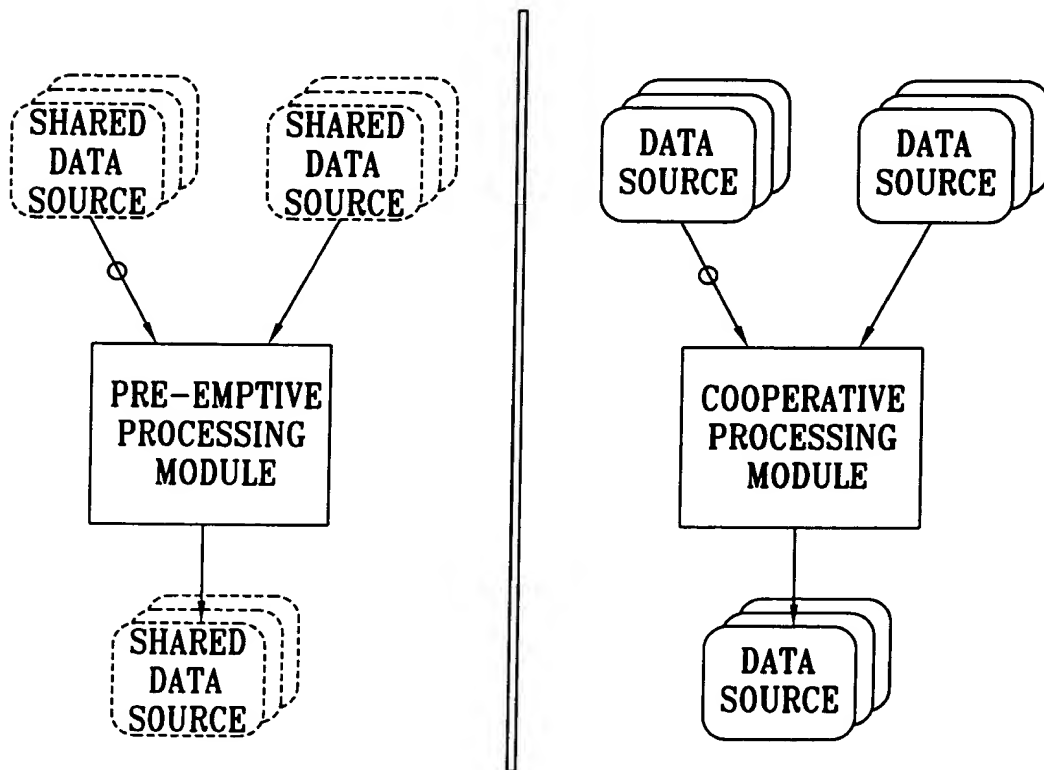 SHARED
DATA
SOURCE
SHARED
DATA
SOURCE
PRE-EMPTIVE
PROCESSING
MODULE
SHARED
DATA
SOURCE
DATA
SOURCE
DATA
SOURCE
COOPERATIVE
PROCESSING
MODULE
DATA
SOURCE